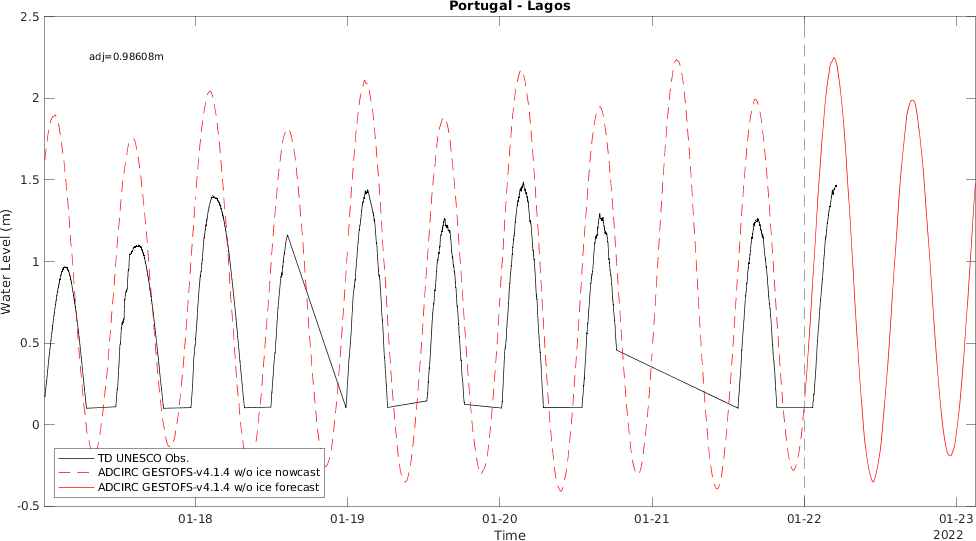 Portugal - Lagos
2.5
adj=0.98608m
2
1.5
1
0.5
0
-0.5
Water Level (m)
TD UNESCO Obs.
ADCIRC GESTOFS-v4.1.4 w/o ice nowcast
ADCIRC GESTOFS-v4.1.4 w/o ice forecast
01-18 01-19 01-20 01-21 01-22 01-23
Time
2022